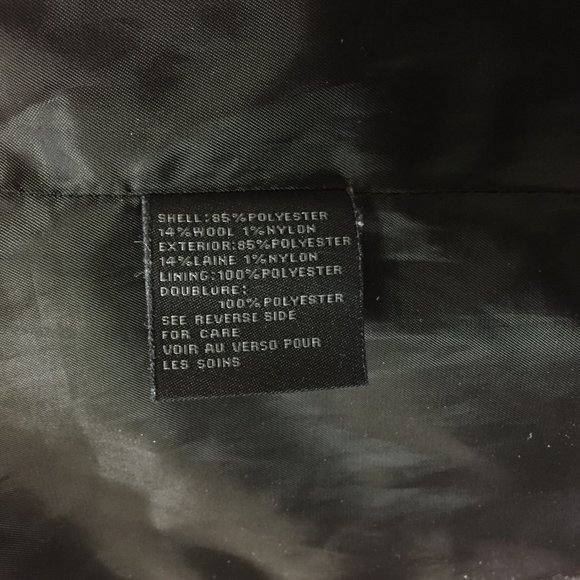 SHELL:85%POLYESTER
14%WOOL 1%NYLON
EXTERIOR:85%POLYESTER
14%LAINE 1%NYLON
LINING:100%POLYESTER
DOUBLURE:
100%POLYESTER
SEE REVERSE SIDE
FOR CARE
VOIR AU VERSO POUR
LES SOINS